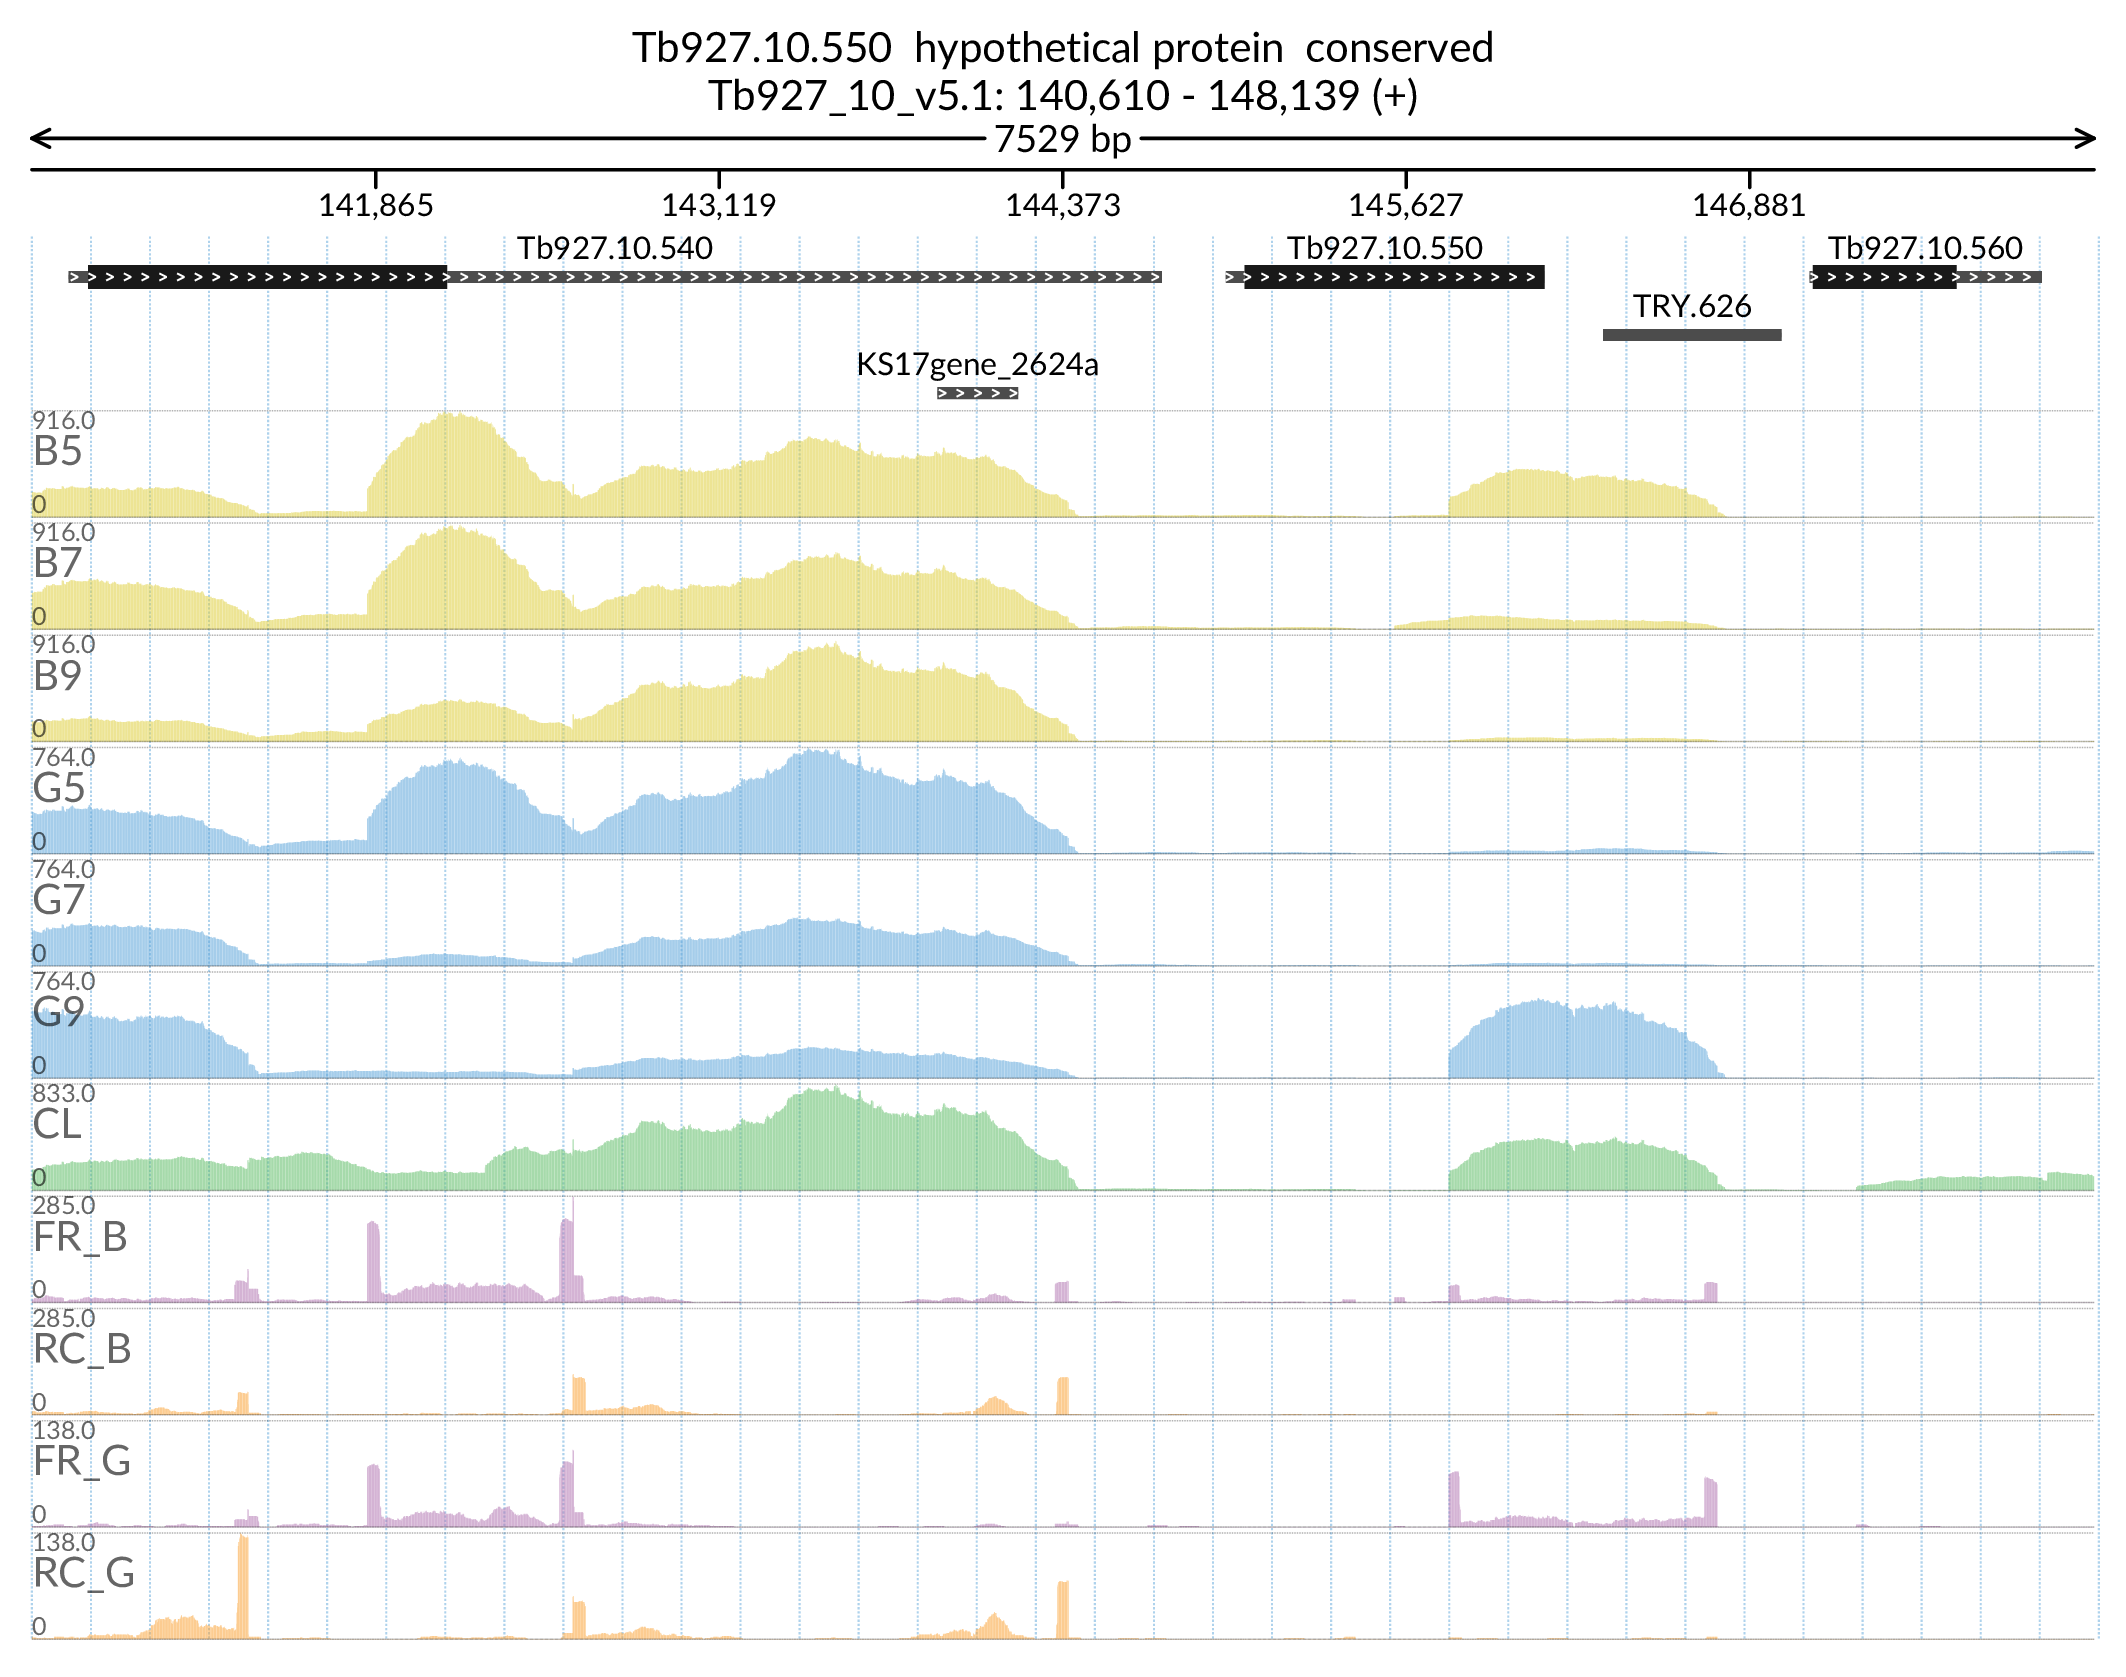 Tb927.10.550  hypothetical protein  conserved
Tb927_10_v5.1: 140,610 - 148,139 (+)
7529 bp
141,865 143,119 144,373 145,627 146,881
Tb927.10.540 Tb927.10.550 Tb927.10.560
TRY.626
KS17gene_2624a
916.0
B5
0
916.0
B7
0
916.0
B9
0
764.0
G5
0
764.0
G7
0
764.0
G9
0
833.0
CL
0
285.0
FR_B
0
285.0
RC_B
0
138.0
FR_G
0
138.0
RC_G
0